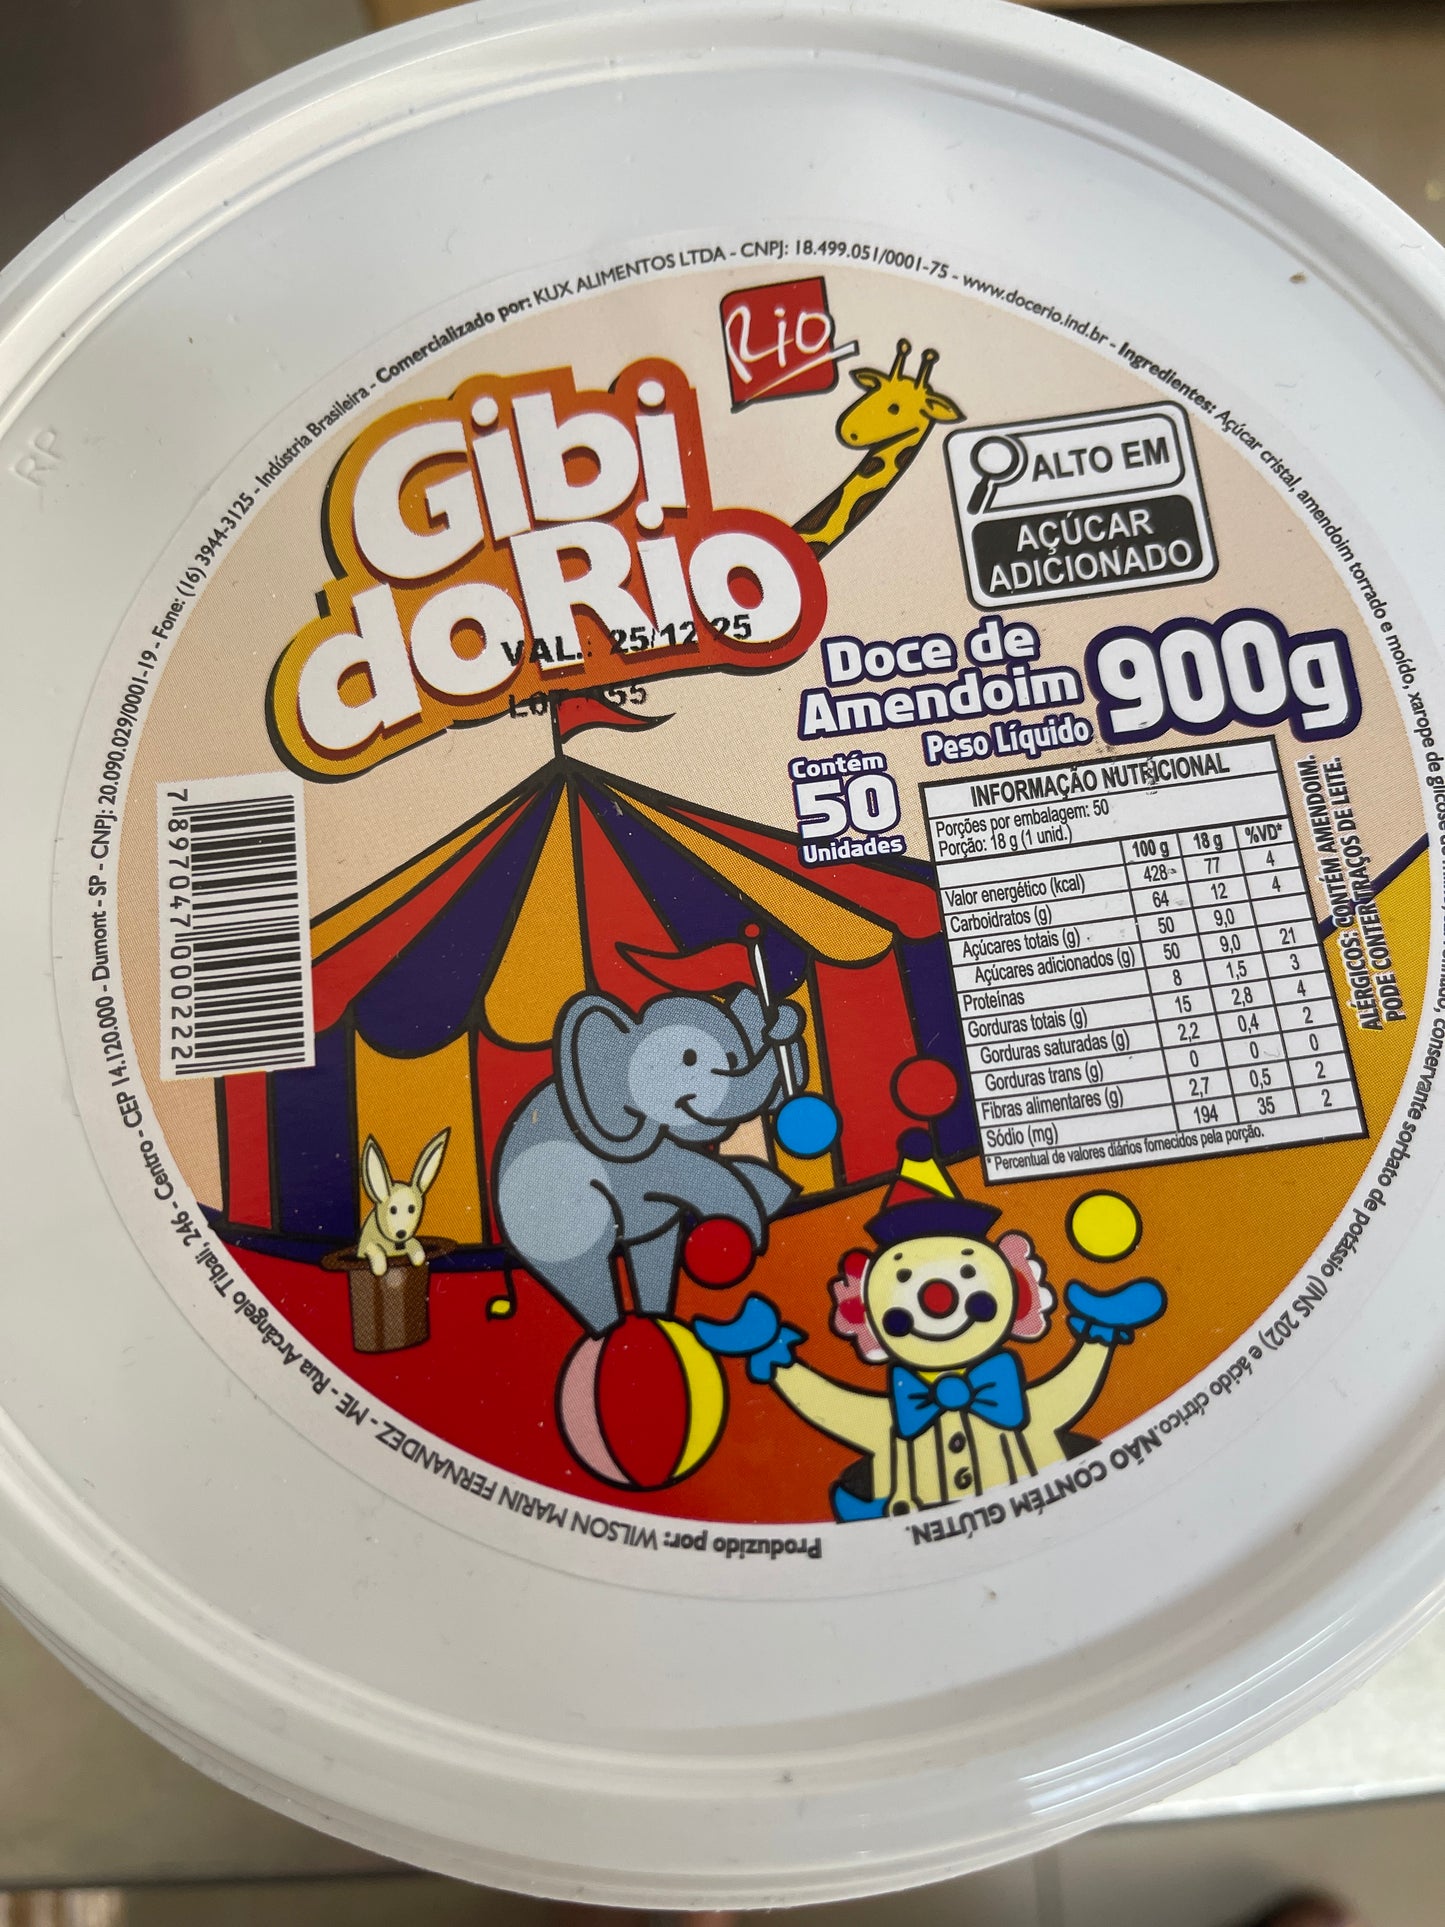 RP
Indústria Brasileira - Comercializado por: KUX ALIMENTOS LTDA - CNPJ: 18.499.051/0001-75 - www.docerio.ind.br - Ingredientes: Açúcar cristal, amendoim torrado e moído, xarope de glicose conservante sorbato de potássio (INS 202) e ácido cítrico. NÃO CONTÉM GLÚTEN.
Produzido por: WILSON MARIN FERNANDEZ - ME - Rua Arcângelo Tibali, 246 - Centro - CEP 14.120.000 - Dumont - SP - CNPJ: 20.090.029/0001-19 - Fone: (16) 3944-3125 -
Rio
Gibi
do Rio
VAL.: 25/12/25
LOT 55
ALTO EM
AÇÚCAR
ADICIONADO
Doce de
Amendoim
Peso Líquido
900g
Contém
50
Unidades
INFORMAÇÃO NUTRICIONAL
Porções por embalagem: 50
Porção: 18 g (1 unid.)
100 g 18 g %VD*
Valor energético (kcal) 428 77 4
Carboidratos (g) 64 12 4
Açúcares totais (g) 50 9,0
Açúcares adicionados (g) 50 9,0 21
Proteínas 8 1,5 3
Gorduras totais (g) 15 2,8 4
Gorduras saturadas (g) 2,2 0,4 2
Gorduras trans (g) 0 0 0
Fibras alimentares (g) 2,7 0,5 2
Sódio (mg) 194 35 2
* Percentual de valores diários fornecidos pela porção.
ALÉRGICOS: CONTÉM AMENDOIM.
PODE CONTER TRAÇOS DE LEITE.
7 897047 000222
O
G